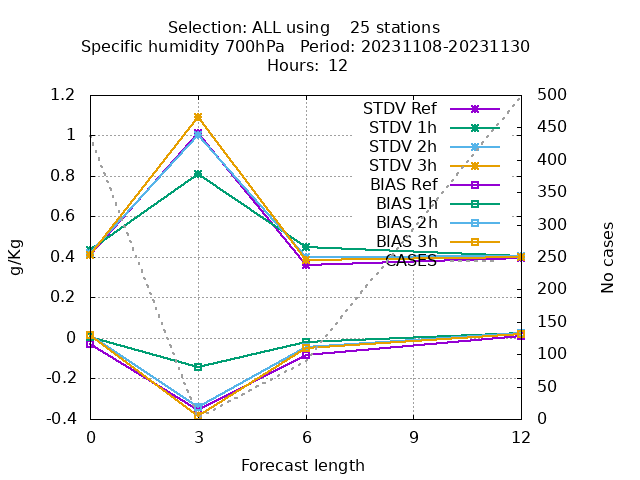 Selection: ALL using    25 stations
Specific humidity 700hPa   Period: 20231108-20231130
Hours:  12
1.2
1
0.8
0.6
0.4
0.2
0
-0.2
-0.4
g/Kg
STDV Ref
STDV 1h
STDV 2h
STDV 3h
BIAS Ref
BIAS 1h
BIAS 2h
BIAS 3h
CASES
500
450
400
350
300
250
200
150
100
50
0
No cases
0 3 6 9 12
Forecast length